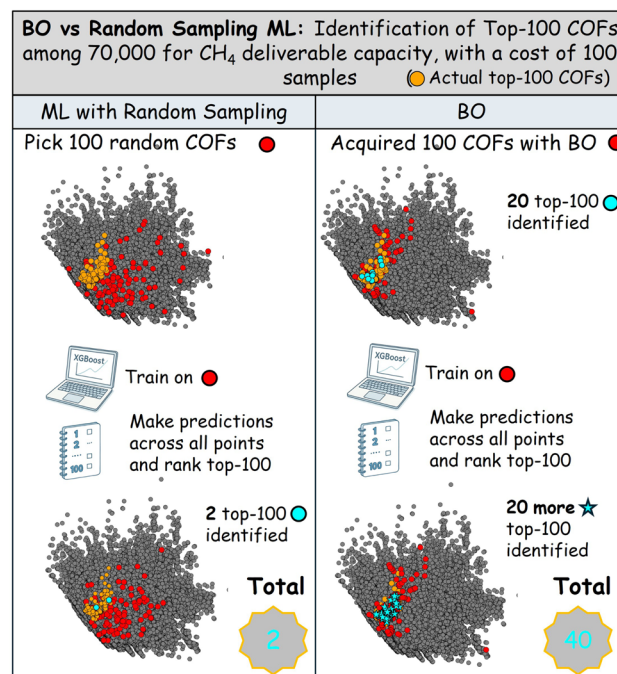 BO vs Random Sampling ML: Identification of Top-100 COFs
among 70,000 for CH₄ deliverable capacity, with a cost of 100
samples (Actual top-100 COFs)
ML with Random Sampling
BO
Pick 100 random COFs
Acquired 100 COFs with BO
20 top-100
identified
XGBoost
Train on
XGBoost
Train on
1
2
100
Make predictions
across all points
and rank top-100
1
2
100
Make predictions
across all points
and rank top-100
2 top-100
identified
20 more
top-100
identified
Total
2
Total
40